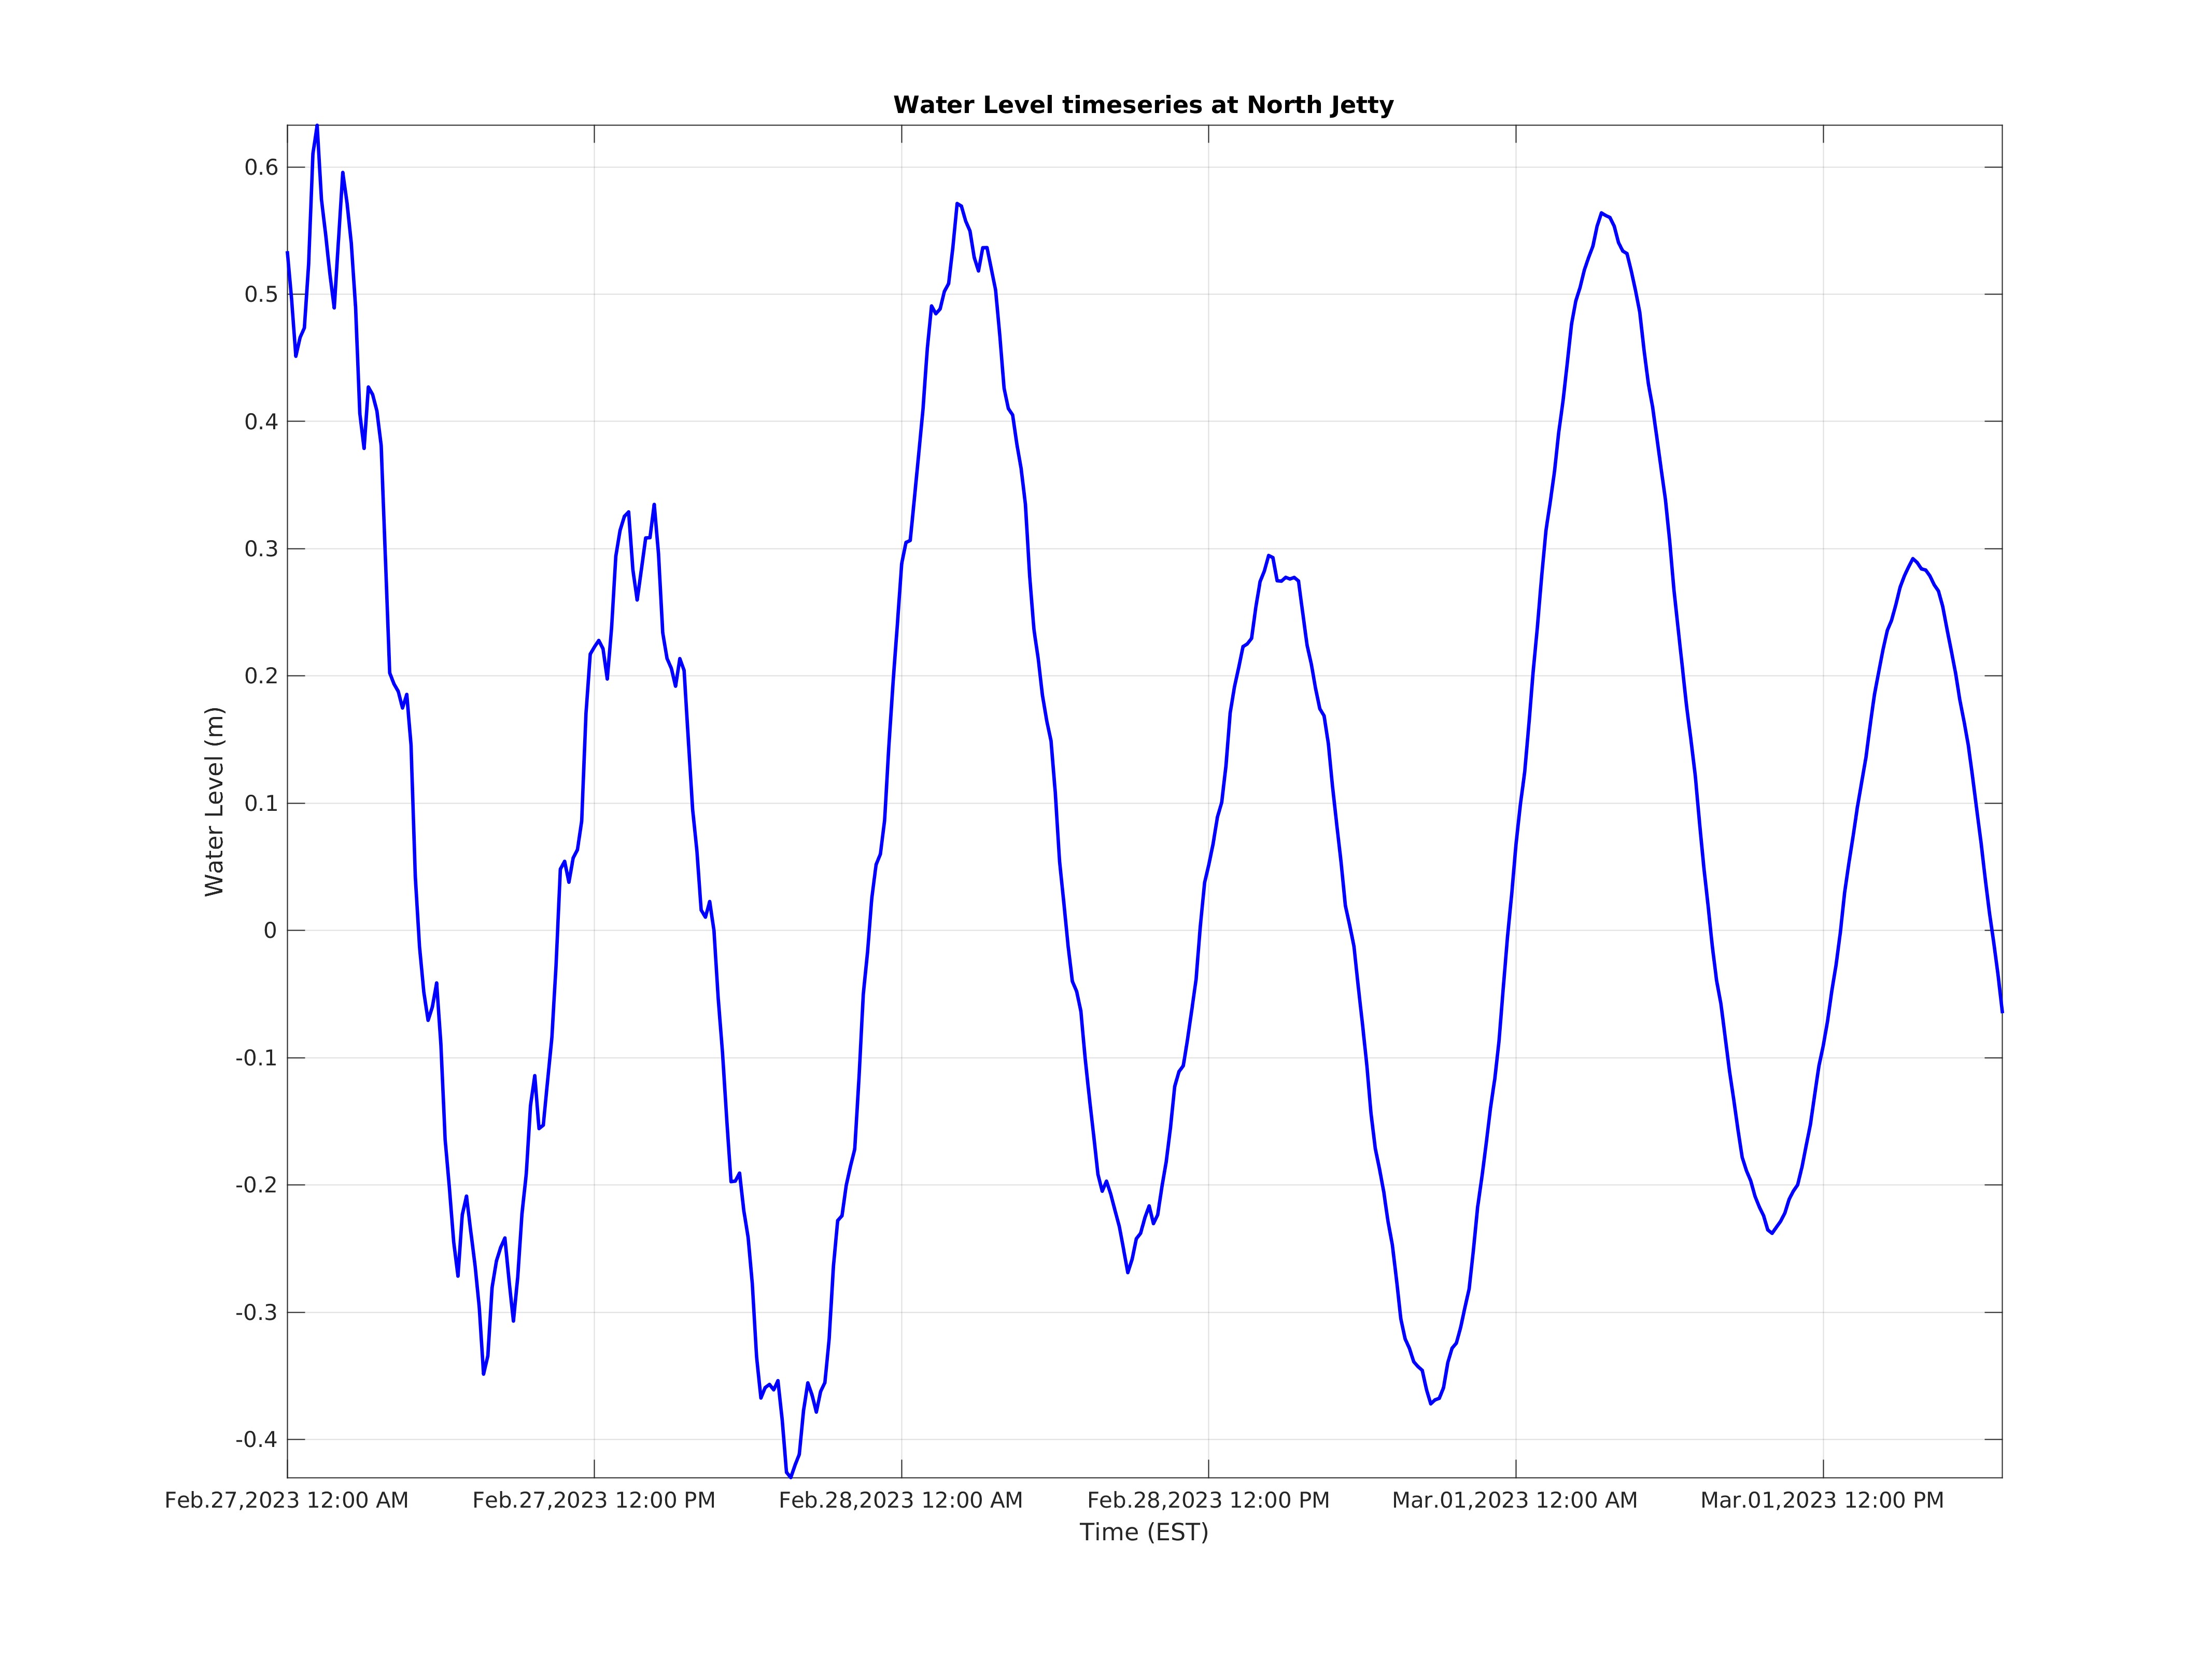 Water Level timeseries at North Jetty
0.6
0.5
0.4
0.3
0.2
0.1
0
-0.1
-0.2
-0.3
-0.4
Water Level (m)
Feb.27,2023 12:00 AM
Feb.27,2023 12:00 PM
Feb.28,2023 12:00 AM
Feb.28,2023 12:00 PM
Mar.01,2023 12:00 AM
Mar.01,2023 12:00 PM
Time (EST)